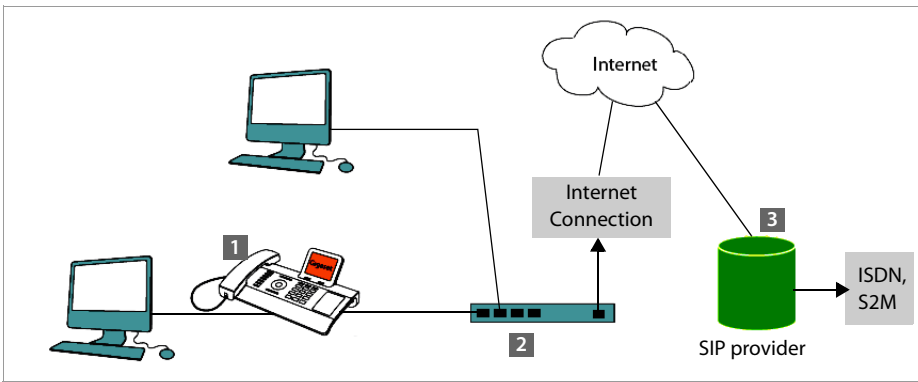 Internet
Internet
Connection
3
1
ISDN,
S2M
2
SIP provider